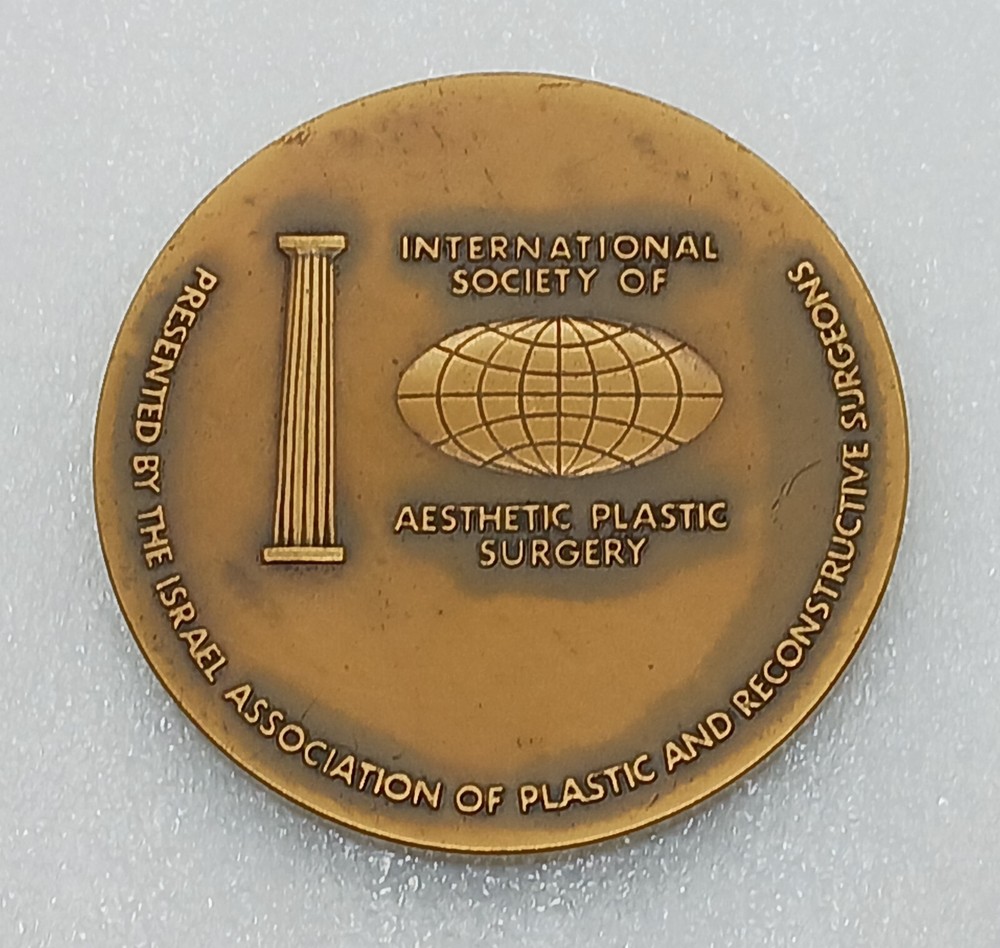 INTERNATIONAL
SOCIETY OF
AESTHETIC PLASTIC
SURGERY
PRESENTED BY THE ISRAEL ASSOCIATION OF PLASTIC AND RECONSTRUCTIVE SURGEONS